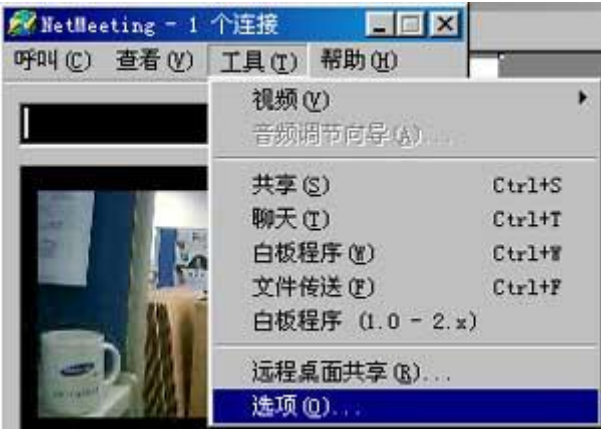 NetMeeting - 1 个连接
呼叫(C) 查看(V) 工具(T) 帮助(H)
视频(V)
音频调节向导(A)...
共享(S) Ctrl+S
聊天(T) Ctrl+T
白板程序(W) Ctrl+W
文件传送(F) Ctrl+F
白板程序 (1.0 - 2.x)
远程桌面共享(R)...
选项(O)...